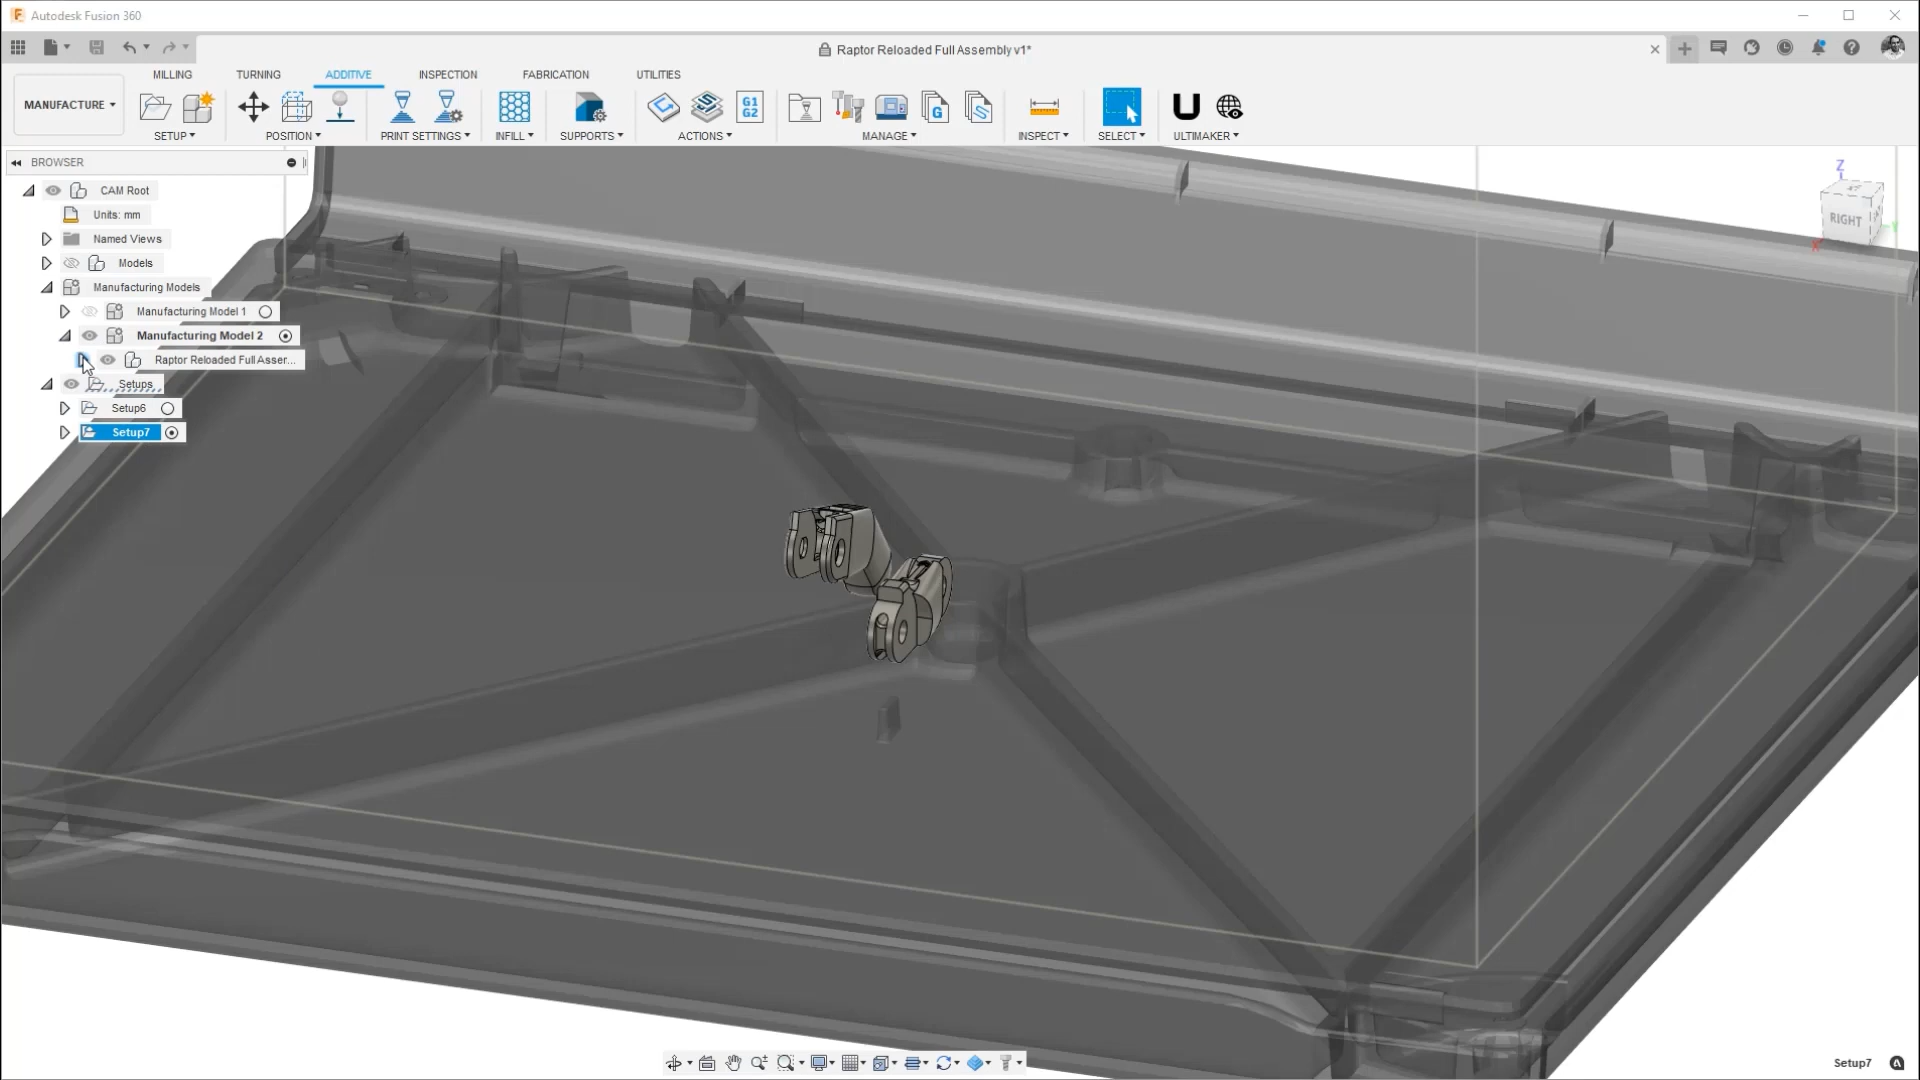 Autodesk Fusion 360
Raptor Reloaded Full Assembly v1*
MILLING TURNING ADDITIVE INSPECTION FABRICATION UTILITIES
MANUFACTURE
G1
G2
G
SETUP POSITION PRINT SETTINGS INFILL SUPPORTS ACTIONS MANAGE INSPECT SELECT ULTIMAKER
BROWSER
CAM Root
Units: mm
Named Views
Models
Manufacturing Models
Manufacturing Model 1
Manufacturing Model 2
Raptor Reloaded Full Asser...
Setups
Setup6
Setup7
Z
RIGHT
X
Y
Setup7